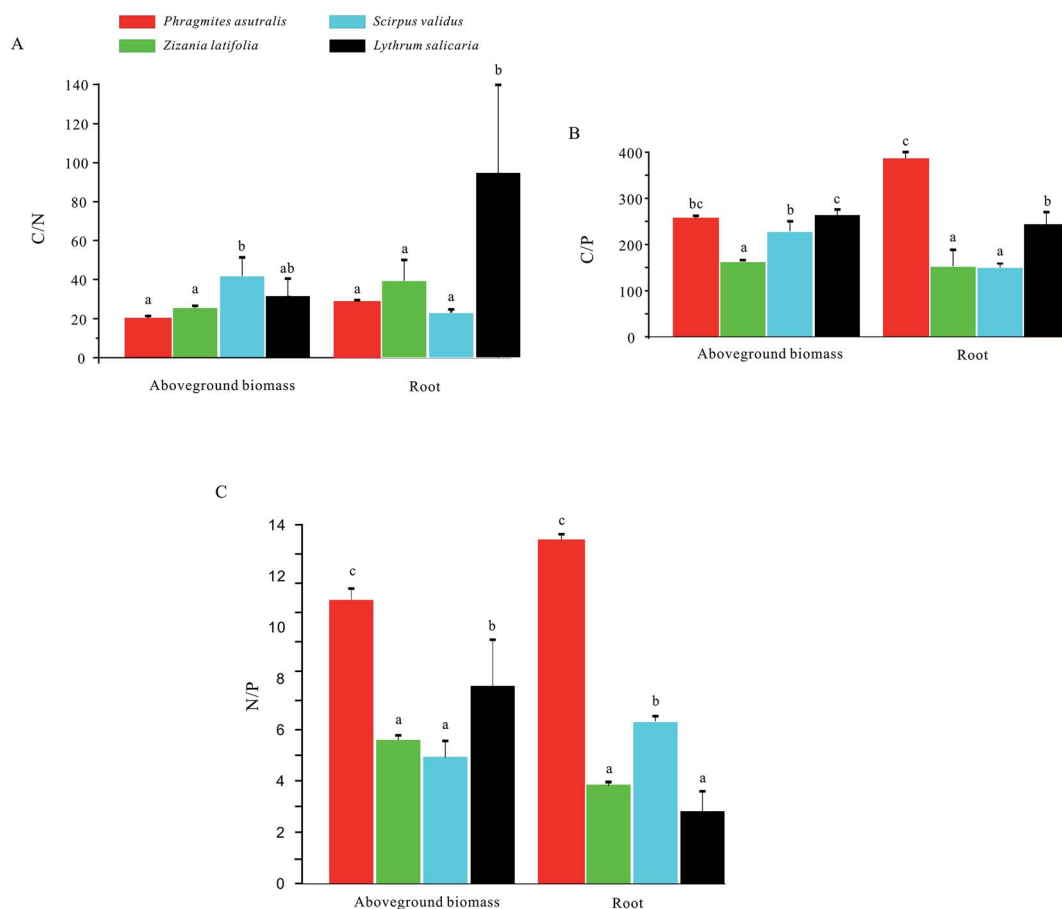 Phragmites asutralis
Scirpus validus
Zizania latifolia
Lythrum salicaria
A
140
120
100
80
60
40
20
0
C/N
a
a
b
ab
a
a
a
b
Aboveground biomass
Root
B
400
300
200
100
0
C/P
bc
a
b
c
c
a
a
b
Aboveground biomass
Root
C
14
12
10
8
6
4
2
0
N/P
c
a
a
b
c
a
b
a
Aboveground biomass
Root